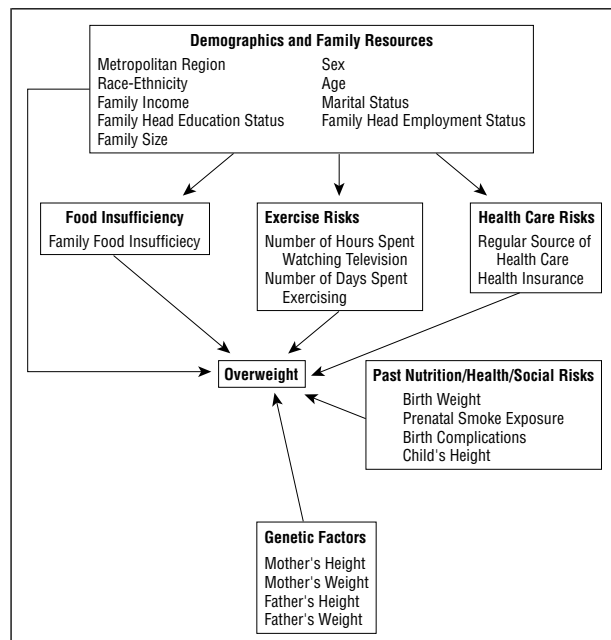 Demographics and Family Resources
Metropolitan Region
Race-Ethnicity
Family Income
Family Head Education Status
Family Size
Sex
Age
Marital Status
Family Head Employment Status
Food Insufficiency
Family Food Insufficiecy
Exercise Risks
Number of Hours Spent
Watching Television
Number of Days Spent
Exercising
Health Care Risks
Regular Source of
Health Care
Health Insurance
Overweight
Past Nutrition/Health/Social Risks
Birth Weight
Prenatal Smoke Exposure
Birth Complications
Child's Height
Genetic Factors
Mother's Height
Mother's Weight
Father's Height
Father's Weight